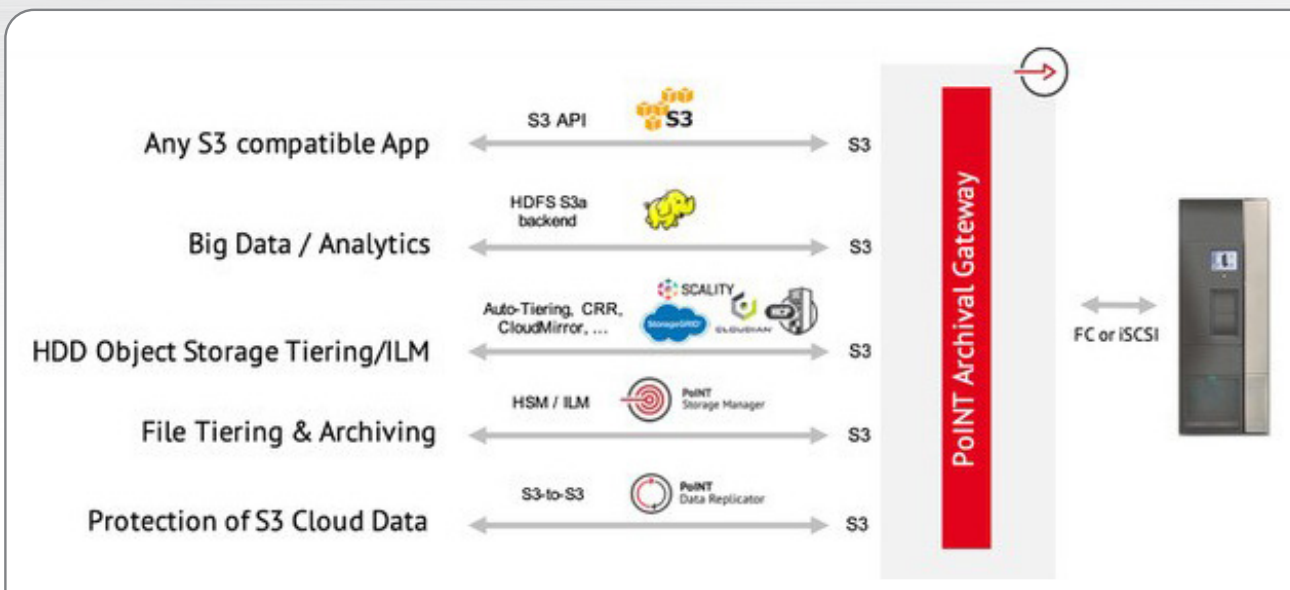 S3 API
S3
Any S3 compatible App
S3
HDFS S3a
backend
Big Data / Analytics
S3
Auto-Tiering, CRR,
CloudMirror, ...
SCALITY
StorageGRID
CLOUDIAN
HDD Object Storage Tiering/ILM
S3
HSM / ILM
PoINT
Storage Manager
File Tiering & Archiving
S3
S3-to-S3
PoINT
Data Replicator
Protection of S3 Cloud Data
S3
PoINT Archival Gateway
FC or iSCSI